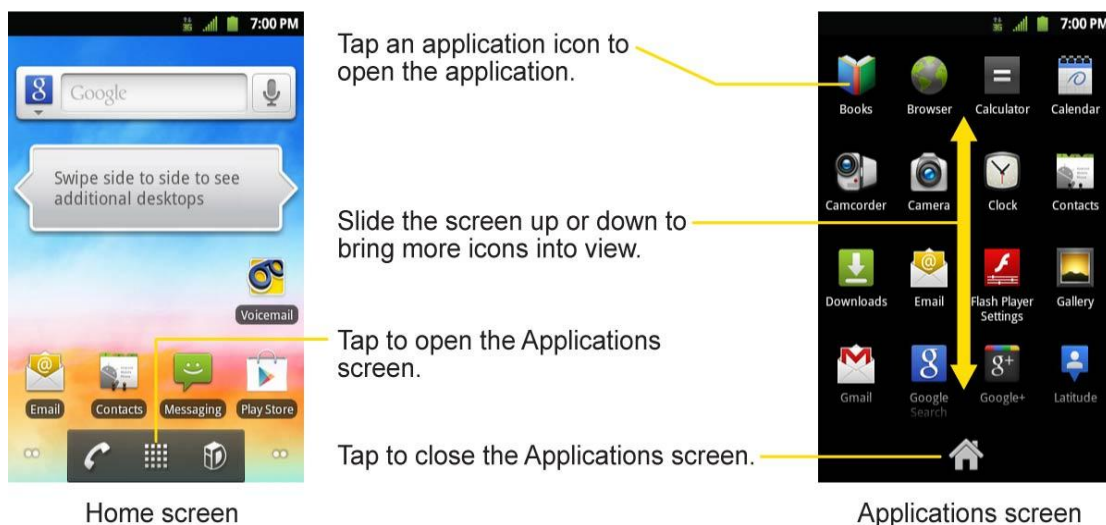 7:00 PM
Google
Swipe side to side to see
additional desktops
Voicemail
Email
Contacts
Messaging
Play Store
Home screen
Tap an application icon to
open the application.
Slide the screen up or down to
bring more icons into view.
Tap to open the Applications
screen.
Tap to close the Applications screen.
7:00 PM
Books
Browser
Calculator
Calendar
Camcorder
Camera
Clock
Contacts
Downloads
Email
Flash Player
Settings
Gallery
Gmail
Google
Search
Google+
Latitude
Applications screen